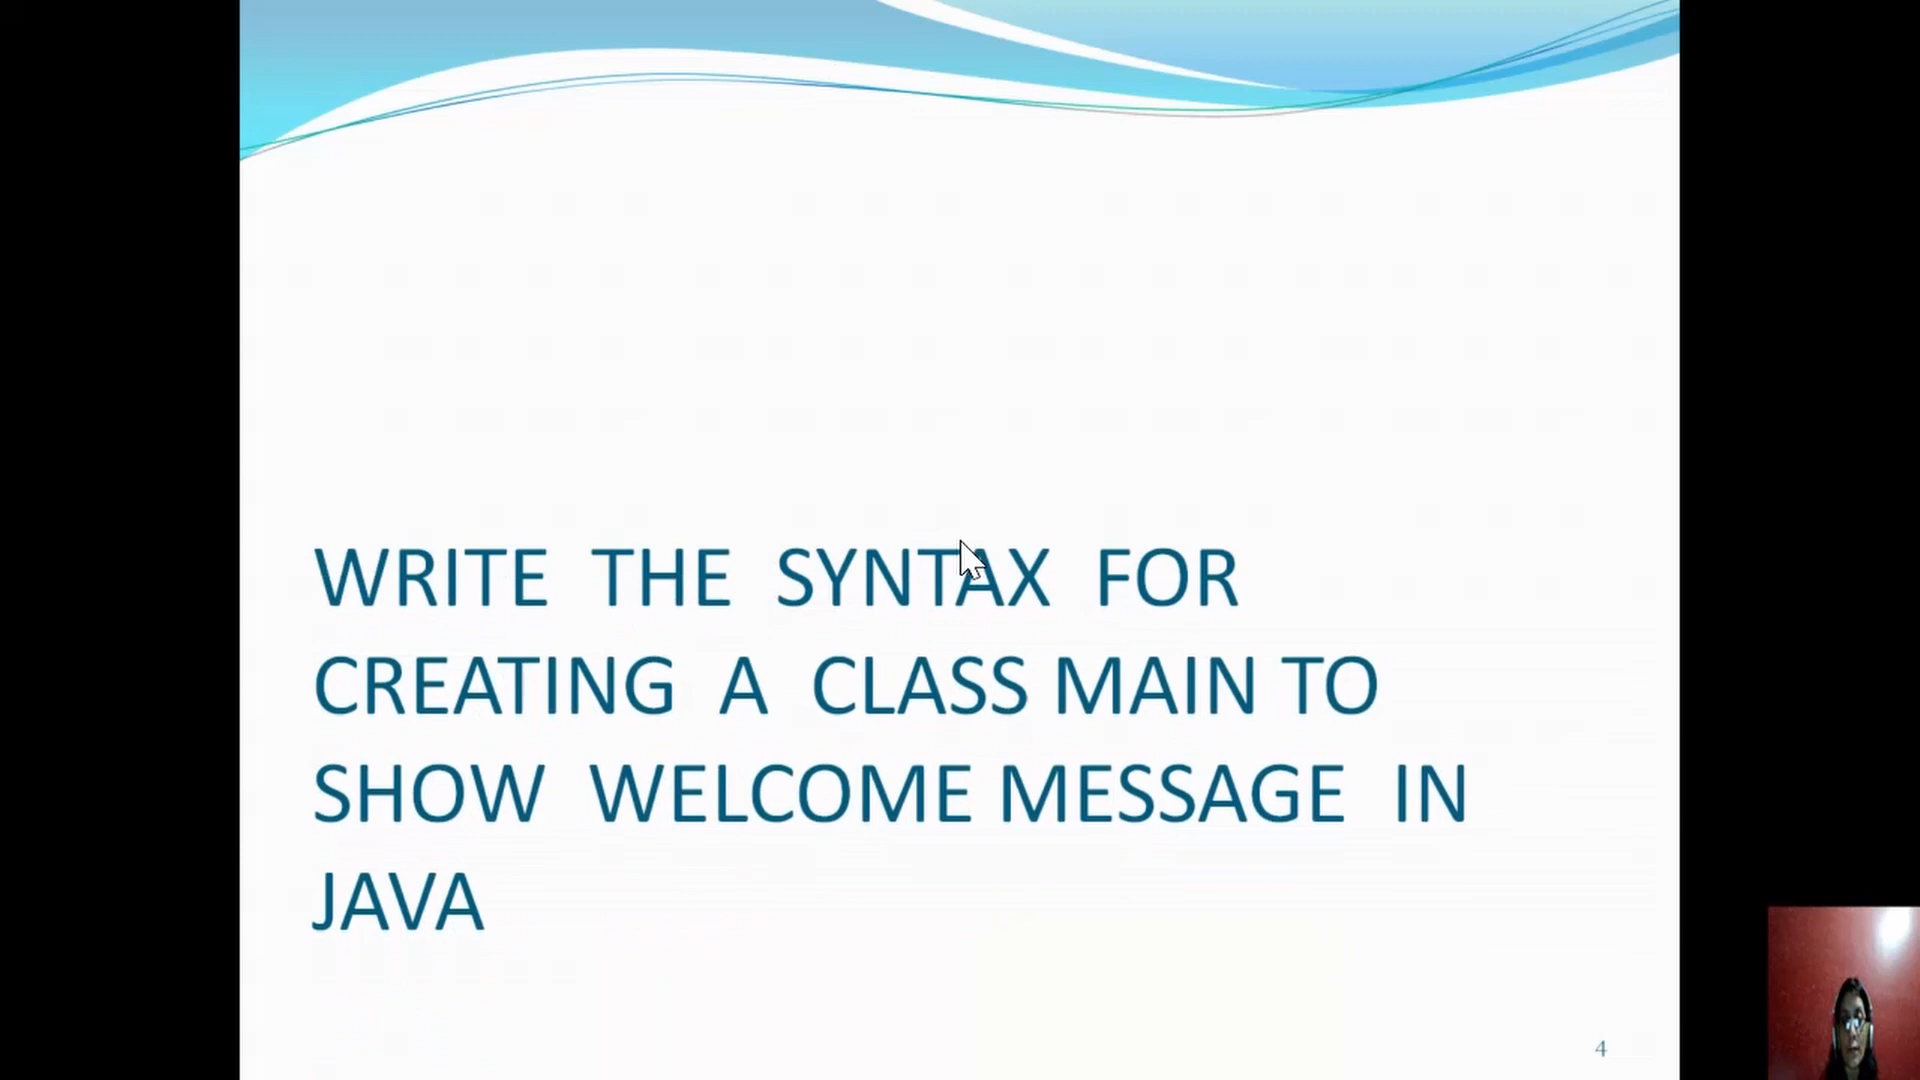 WRITE THE SYNTAX FOR
CREATING A CLASS MAIN TO
SHOW WELCOME MESSAGE IN
JAVA
4